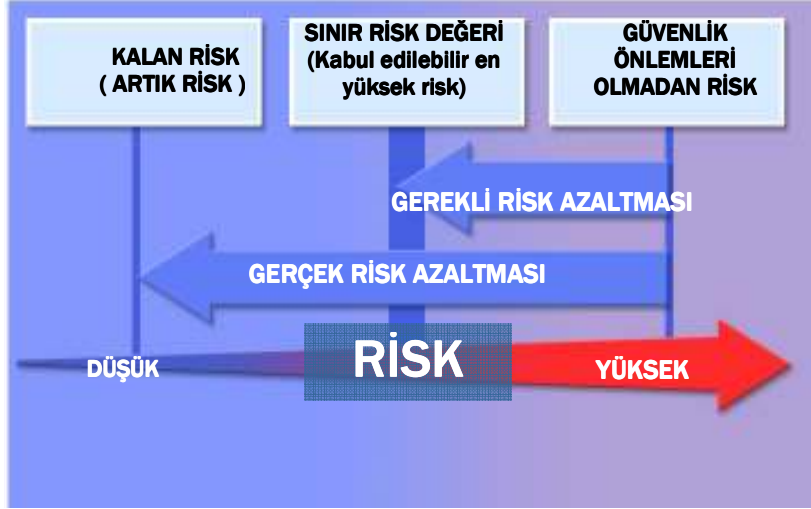 KALAN RİSK
( ARTIK RİSK )
SINIR RİSK DEĞERİ
(Kabul edilebilir en
yüksek risk)
GÜVENLİK
ÖNLEMLERİ
OLMADAN RİSK
GEREKLİ RİSK AZALTMASI
GERÇEK RİSK AZALTMASI
DÜŞÜK
RİSK
YÜKSEK